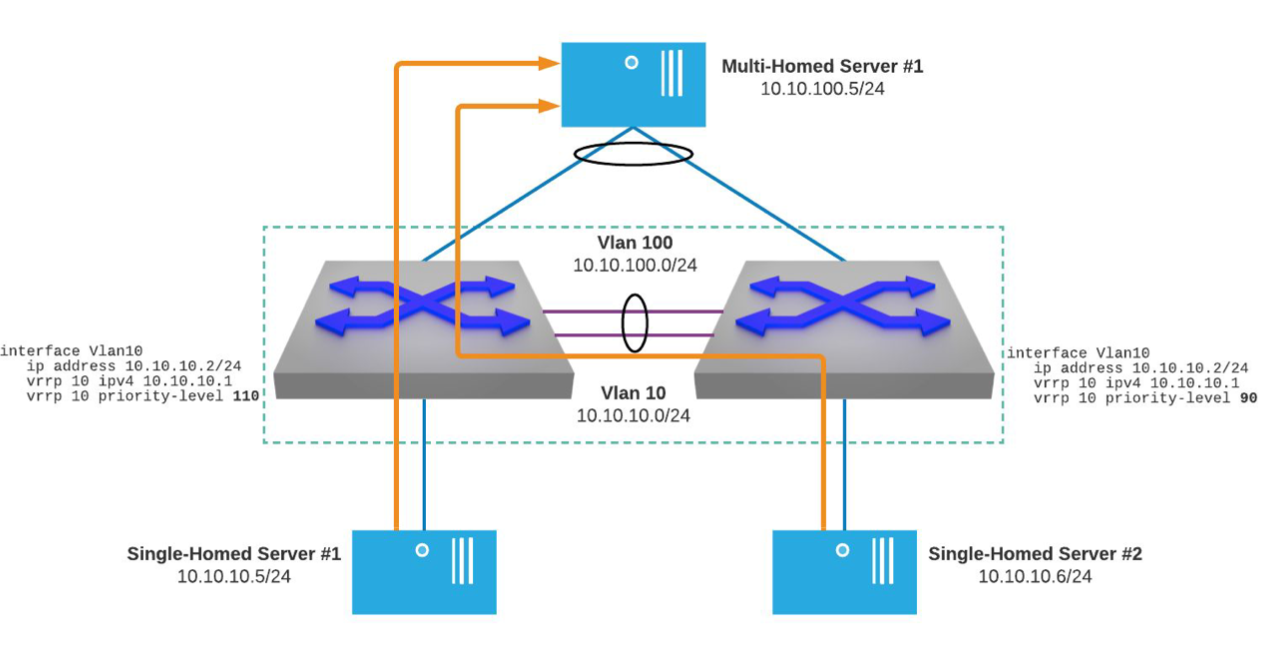 Multi-Homed Server #1
10.10.100.5/24
Vlan 100
10.10.100.0/24
interface Vlan10
ip address 10.10.10.2/24
vrrp 10 ipv4 10.10.10.1
vrrp 10 priority-level 110
interface Vlan10
ip address 10.10.10.2/24
vrrp 10 ipv4 10.10.10.1
vrrp 10 priority-level 90
Vlan 10
10.10.10.0/24
Single-Homed Server #1
10.10.10.5/24
Single-Homed Server #2
10.10.10.6/24